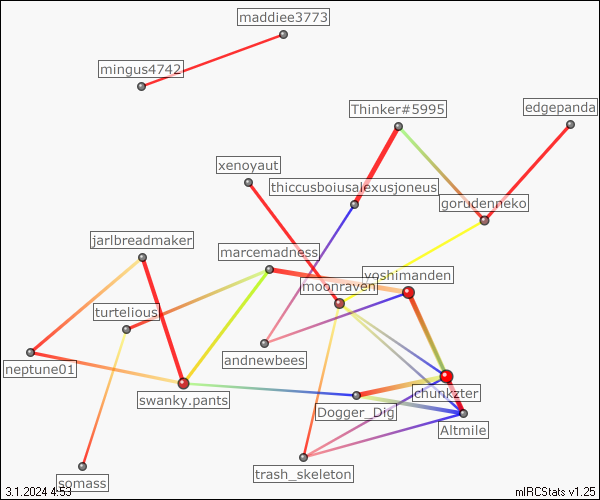 maddiee3773
mingus4742
edgepanda
Thinker#5995
xenoyaut
thiccusboiusalexusjoneus
gorudenneko
jarlbreadmaker
marcemadness
yoshimanden
moonraven
turtelious
andnewbees
neptune01
chunkzter
swanky.pants
Dogger_Dig
Altmile
trash_skeleton
somass
3.1.2024 4:53
mIRCStats v1.25